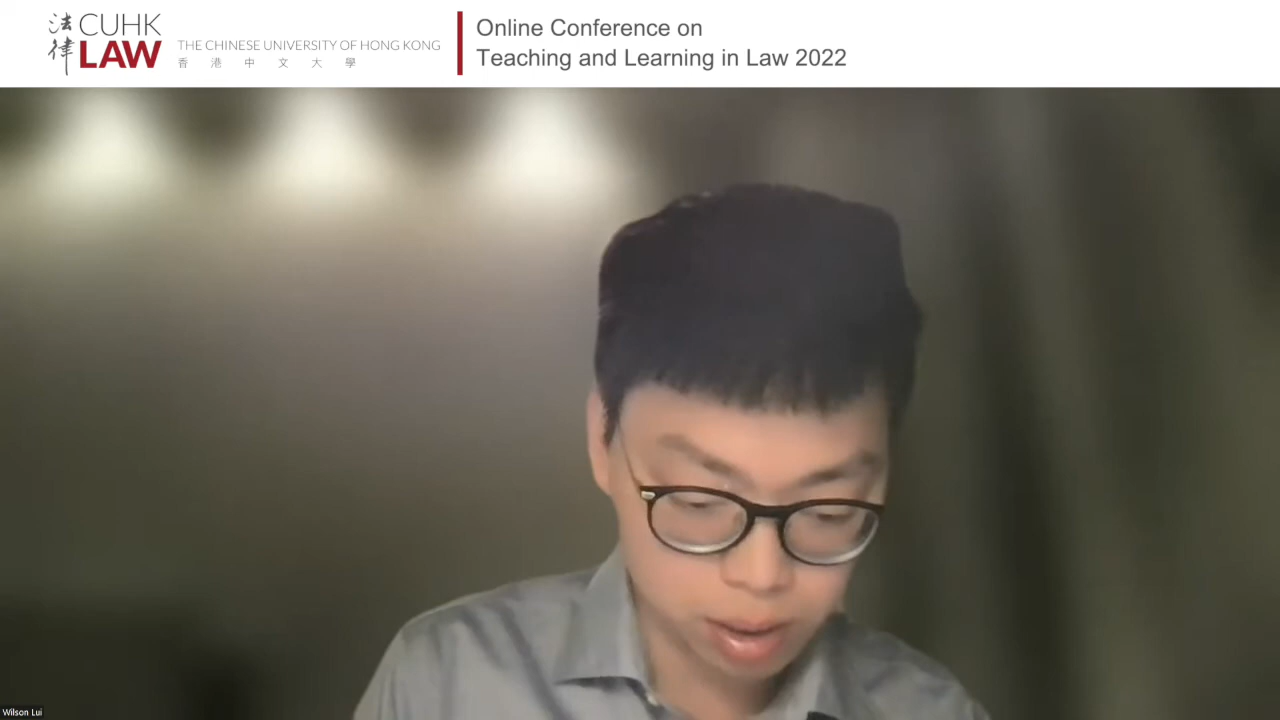 法律
CUHK
LAW
THE CHINESE UNIVERSITY OF HONG KONG
香港中文大學
Online Conference on
Teaching and Learning in Law 2022
Wilson Lui